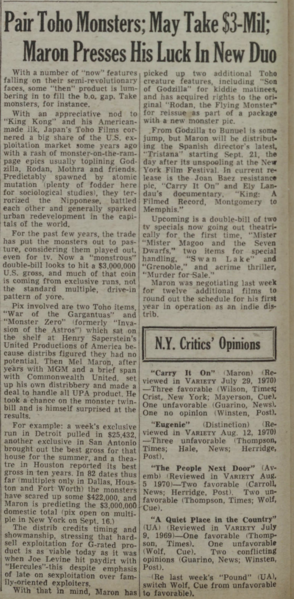 Pair Toho Monsters; May Take $3-Mil;
Maron Presses His Luck In New Duo
With a number of "now" features
falling on their semi-revolutionary
faces, some "then" product is lum-
bering in to fill the b.o. gap. Take
monsters, for instance.
With an appreciative nod to
"King Kong" and his American-
made ilk, Japan's Toho Films cor-
nered a big share of the U.S. ex-
ploitation market some years ago
with a rash of monster-on-the-ram-
page epics usually toplining God-
zilla, Rodan, Mothra and friends.
Predictably spawned by atomic
mutation (plenty of fodder here
for sociological studies), they ter-
rorized the Nipponese, battled
each other and generally sparked
urban redevelopment in the capi-
tals of the world.
For the past few years, the trade
has put the monsters out to pas-
ture, considering them played out,
even for tv. Now a "monstrous"
double-bill looks to hit a $3,000,000
U.S. gross, and much of that coin
is coming from exclusive runs, not
the standard multiple, drive-in
pattern of yore.
Pix involved are two Toho items,
"War of the Gargantuas" and
"Monster Zero" (formerly "Inva-
sion of the Astros") which sat on
the shelf at Henry Saperstein's
United Productions of America be-
cause distribs figured they had no
potential. Then Mel Maron, after
years with MGM and a brief span
with Commonwealth United, set
up his own distribbery and made a
deal to handle all UPA product. He
took a chance on the monster twin-
bill and is himself surprised at the
results.
For example: a week's exclusive
run in Detroit pulled in $25,432,
another exclusive in San Antonio
brought out the best gross for that
house for the summer, and a thea-
tre in Houston reported its best
gross in ten years. In 82 dates thus
far (multiples only in Dallas, Hous-
ton and Fort Worth) the monsters
have scared up some $422,000, and
Maron is predicting the $3,000,000
domestic total (pix open on multi-
ple in New York on Sept. 16.)
The distrib credits timing and
showmanship, stressing that hard-
sell exploitation for G-rated prod-
uct is as viable today as it was
when Joe Levine hit paydirt with
"Hercules"-this despite emphasis
of late on sexploitation over fam-
ily-oriented exploiters.
With that in mind, Maron has
picked up two additional Toho
creature features, including "Son
of Godzilla" for kiddie matinees,
and has acquired rights to the orig-
inal "Rodan, the Flying Monster"
for reissue as part of a package
with a new monster pic.
From Godzilla to Bunuel is some
jump, but Maron will be distribut-
ing the Spanish director's latest,
"Tristana" starting Sept. 21, the
day after its unspooling at the New
York Film Festival. In current re-
lease is the Joan Baez resistance
pic, "Carry It On" and Ely Lan-
dau's documentary. "King: A
Filmed Record, Montgomery to
Memphis."
Upcoming is a double-bill of two
tv specials now going out theatri-
cally for the first time, "Mister
"Mister Magoo and the Seven
Dwarfs," two items for special
handling, "Swan Lake" and
"Grenoble," and acrime thriller,
"Murder for Sale."
Maron was negotiating last week
for twelve additional films to
round out the schedule for his first
year in operation as an indie dis-
trib.
N.Y. Critics' Opinions
"Carry It On" (Maron) (Re-
viewed in VARIETY July 29, 1970)
—Three favorable (Wilson, Times;
Crist, New York; Mayerson, Cue).
One unfavorable (Guarino, News).
One no opinion (Winsten, Post).
"Eugenie" (Distinction) (Re-
viewed in VARIETY Aug. 12, 1970)
—Three unfavorable (Thompson,
Times; Hale, News; Herridge,
Post).
"The People Next Door" (Av-
emb) (Reviewed in VARIETY Aug.
5 1970)—Two favorable (Carroll,
News; Herridge, Post). Two un-
favorable (Thompson, Times; Wolf,
Cue).
"A Quiet Place in the Country"
(UA) (Reviewed in VARIETY July
9, 1969)—One favorable (Thomp-
son, Times). One unfavorable
(Wolf, Cue). Two conflicting
opinions (Guarino, News; Winsten,
Post).
(Re last week's "Pound" (UA),
switch Wolf, Cue from unfavorable
to favorable).